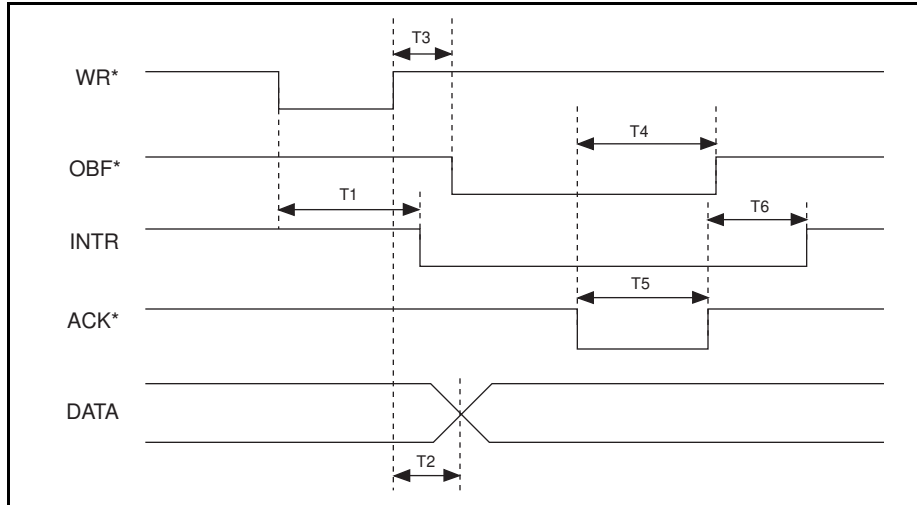 T3
WR*
T4
OBF*
T1
T6
INTR
T5
ACK*
DATA
T2